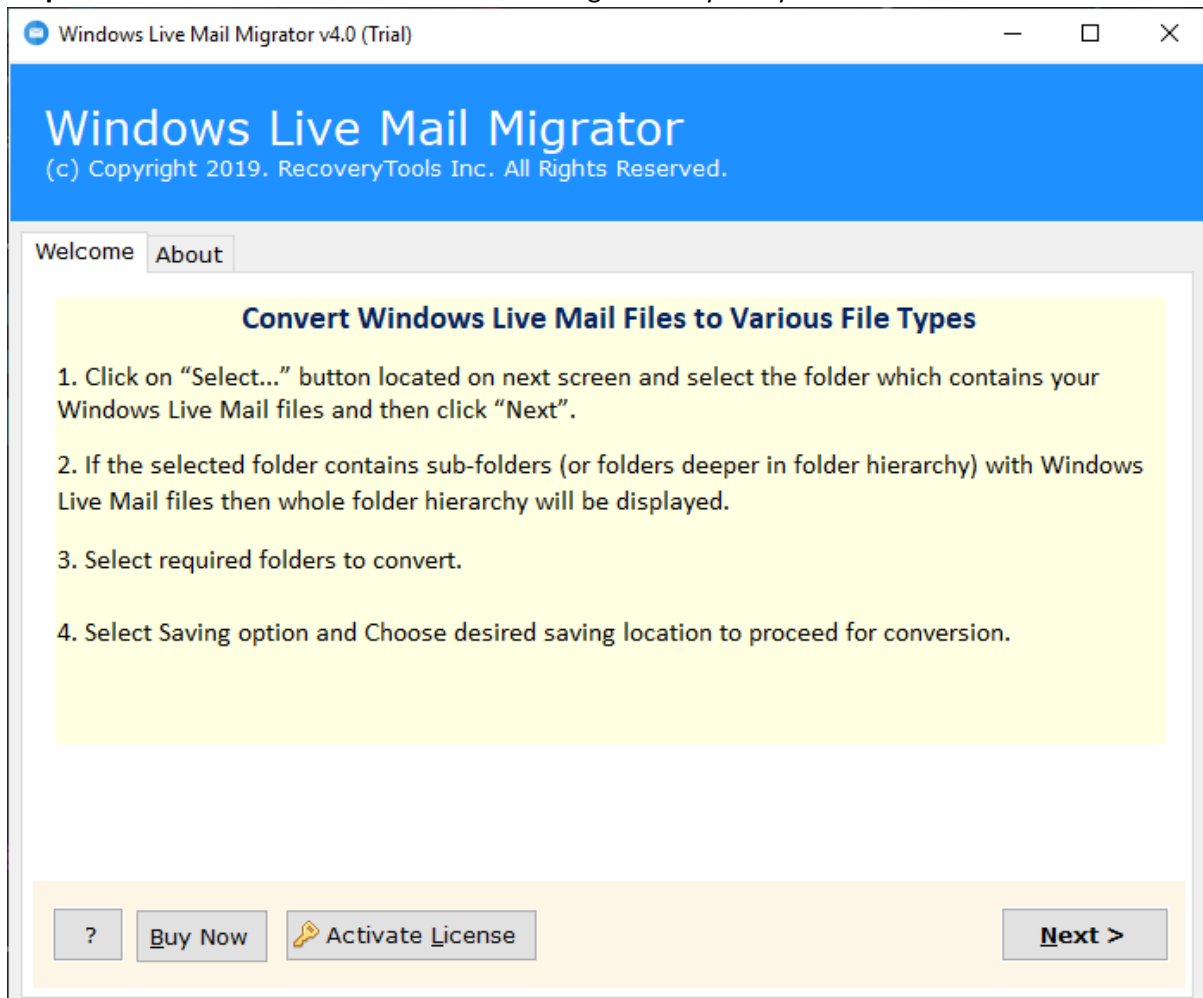 Windows Live Mail Migrator v4.0 (Trial)
Windows Live Mail Migrator
(c) Copyright 2019. RecoveryTools Inc. All Rights Reserved.
Welcome About
Convert Windows Live Mail Files to Various File Types
1. Click on “Select...” button located on next screen and select the folder which contains your
Windows Live Mail files and then click “Next”.
2. If the selected folder contains sub-folders (or folders deeper in folder hierarchy) with Windows
Live Mail files then whole folder hierarchy will be displayed.
3. Select required folders to convert.
4. Select Saving option and Choose desired saving location to proceed for conversion.
? Buy Now Activate License Next >